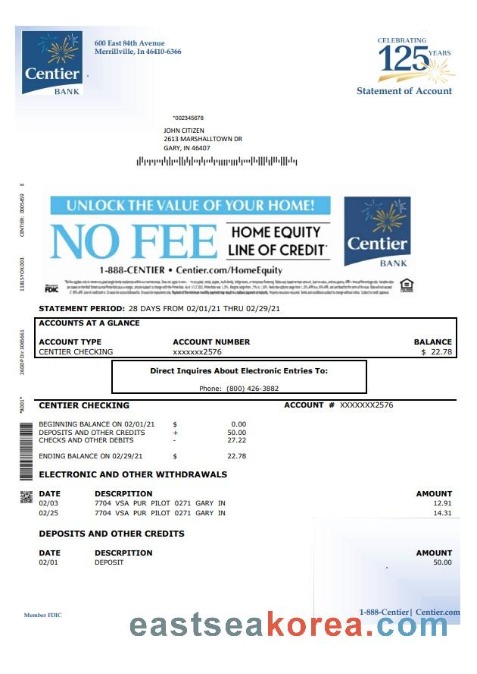 Centier
BANK
600 East 84th Avenue
Merrillville, In 46410-6366
CELEBRATING
125 YEARS
Statement of Account
*002345678
JOHN CITIZEN
2613 MARSHALLTOWN DR
GARY, IN 46407
UNLOCK THE VALUE OF YOUR HOME!
NO FEE
HOME EQUITY
LINE OF CREDIT
1-888-CENTIER • Centier.com/HomeEquity
Centier
BANK
FDIC
STATEMENT PERIOD: 28 DAYS FROM 02/01/21 THRU 02/29/21
ACCOUNTS AT A GLANCE
ACCOUNT TYPE ACCOUNT NUMBER BALANCE
CENTIER CHECKING xxxxxxx2576 $ 22.78
Direct Inquires About Electronic Entries To:
Phone: (800) 426-3882
CENTIER CHECKING ACCOUNT # XXXXXXX2576
BEGINNING BALANCE ON 02/01/21 $ 0.00
DEPOSITS AND OTHER CREDITS + 50.00
CHECKS AND OTHER DEBITS - 27.22
ENDING BALANCE ON 02/29/21 $ 22.78
ELECTRONIC AND OTHER WITHDRAWALS
DATE DESCRPITION AMOUNT
02/03 7704 VSA PUR PILOT 0271 GARY IN 12.91
02/25 7704 VSA PUR PILOT 0271 GARY IN 14.31
DEPOSITS AND OTHER CREDITS
DATE DESCRPITION AMOUNT
02/01 DEPOSIT 50.00
Member FDIC
1-888-Centier| Centier.com
eastseakorea.com